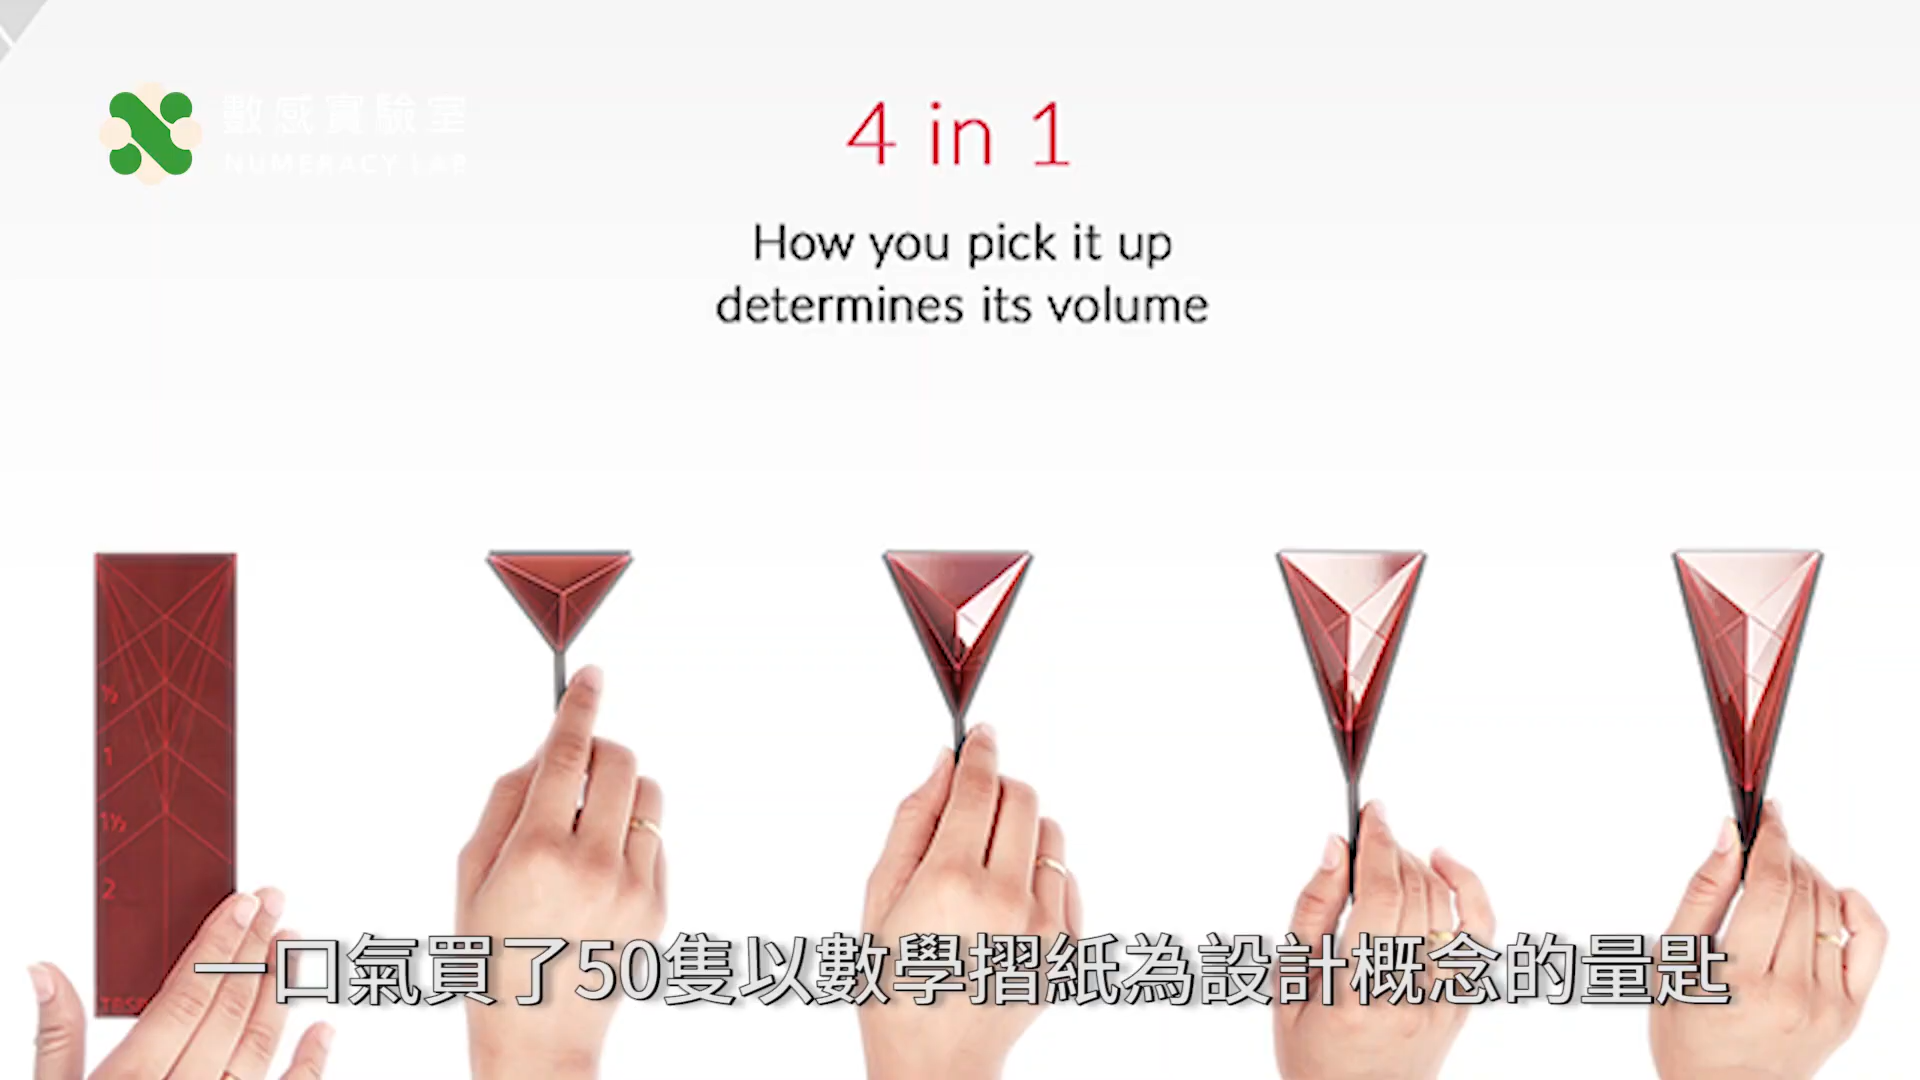 數感實驗室
NUMERACY LAB
4 in 1
How you pick it up
determines its volume
½
1
1½
2
一口氣買了50隻以數學摺紙為設計概念的量匙